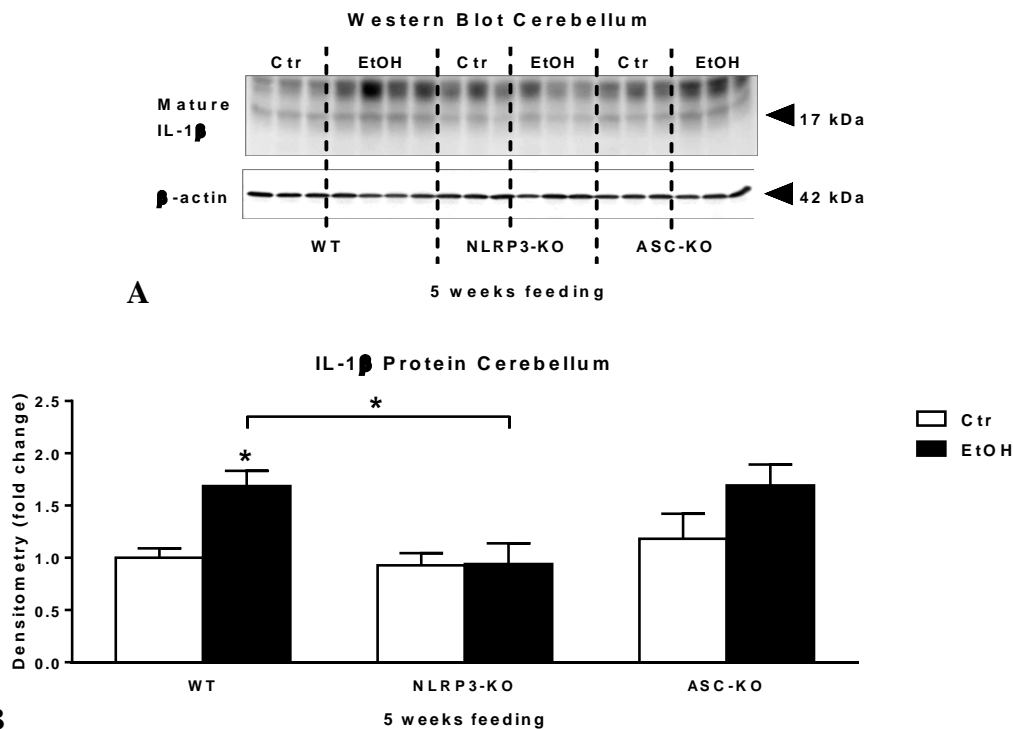 Western Blot Cerebellum
Ctr EtOH Ctr EtOH Ctr EtOH
Mature
IL-1β
17 kDa
β-actin
42 kDa
WT NLRP3-KO ASC-KO
A
5 weeks feeding
IL-1β Protein Cerebellum
Densitometry (fold change)
2.5
2.0
1.5
1.0
0.5
0.0
*
*
Ctr
EtOH
WT NLRP3-KO ASC-KO
B
5 weeks feeding